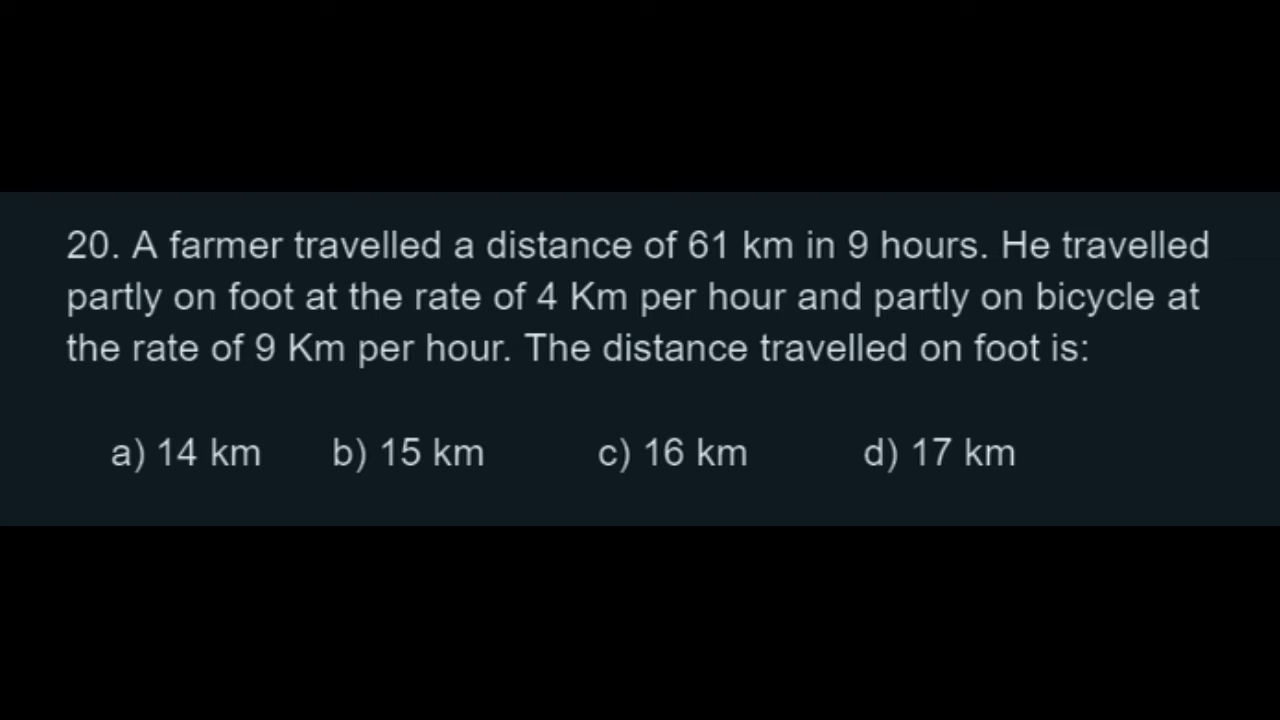 20. A farmer travelled a distance of 61 km in 9 hours. He travelled
partly on foot at the rate of 4 Km per hour and partly on bicycle at
the rate of 9 Km per hour. The distance travelled on foot is:
a) 14 km b) 15 km c) 16 km d) 17 km